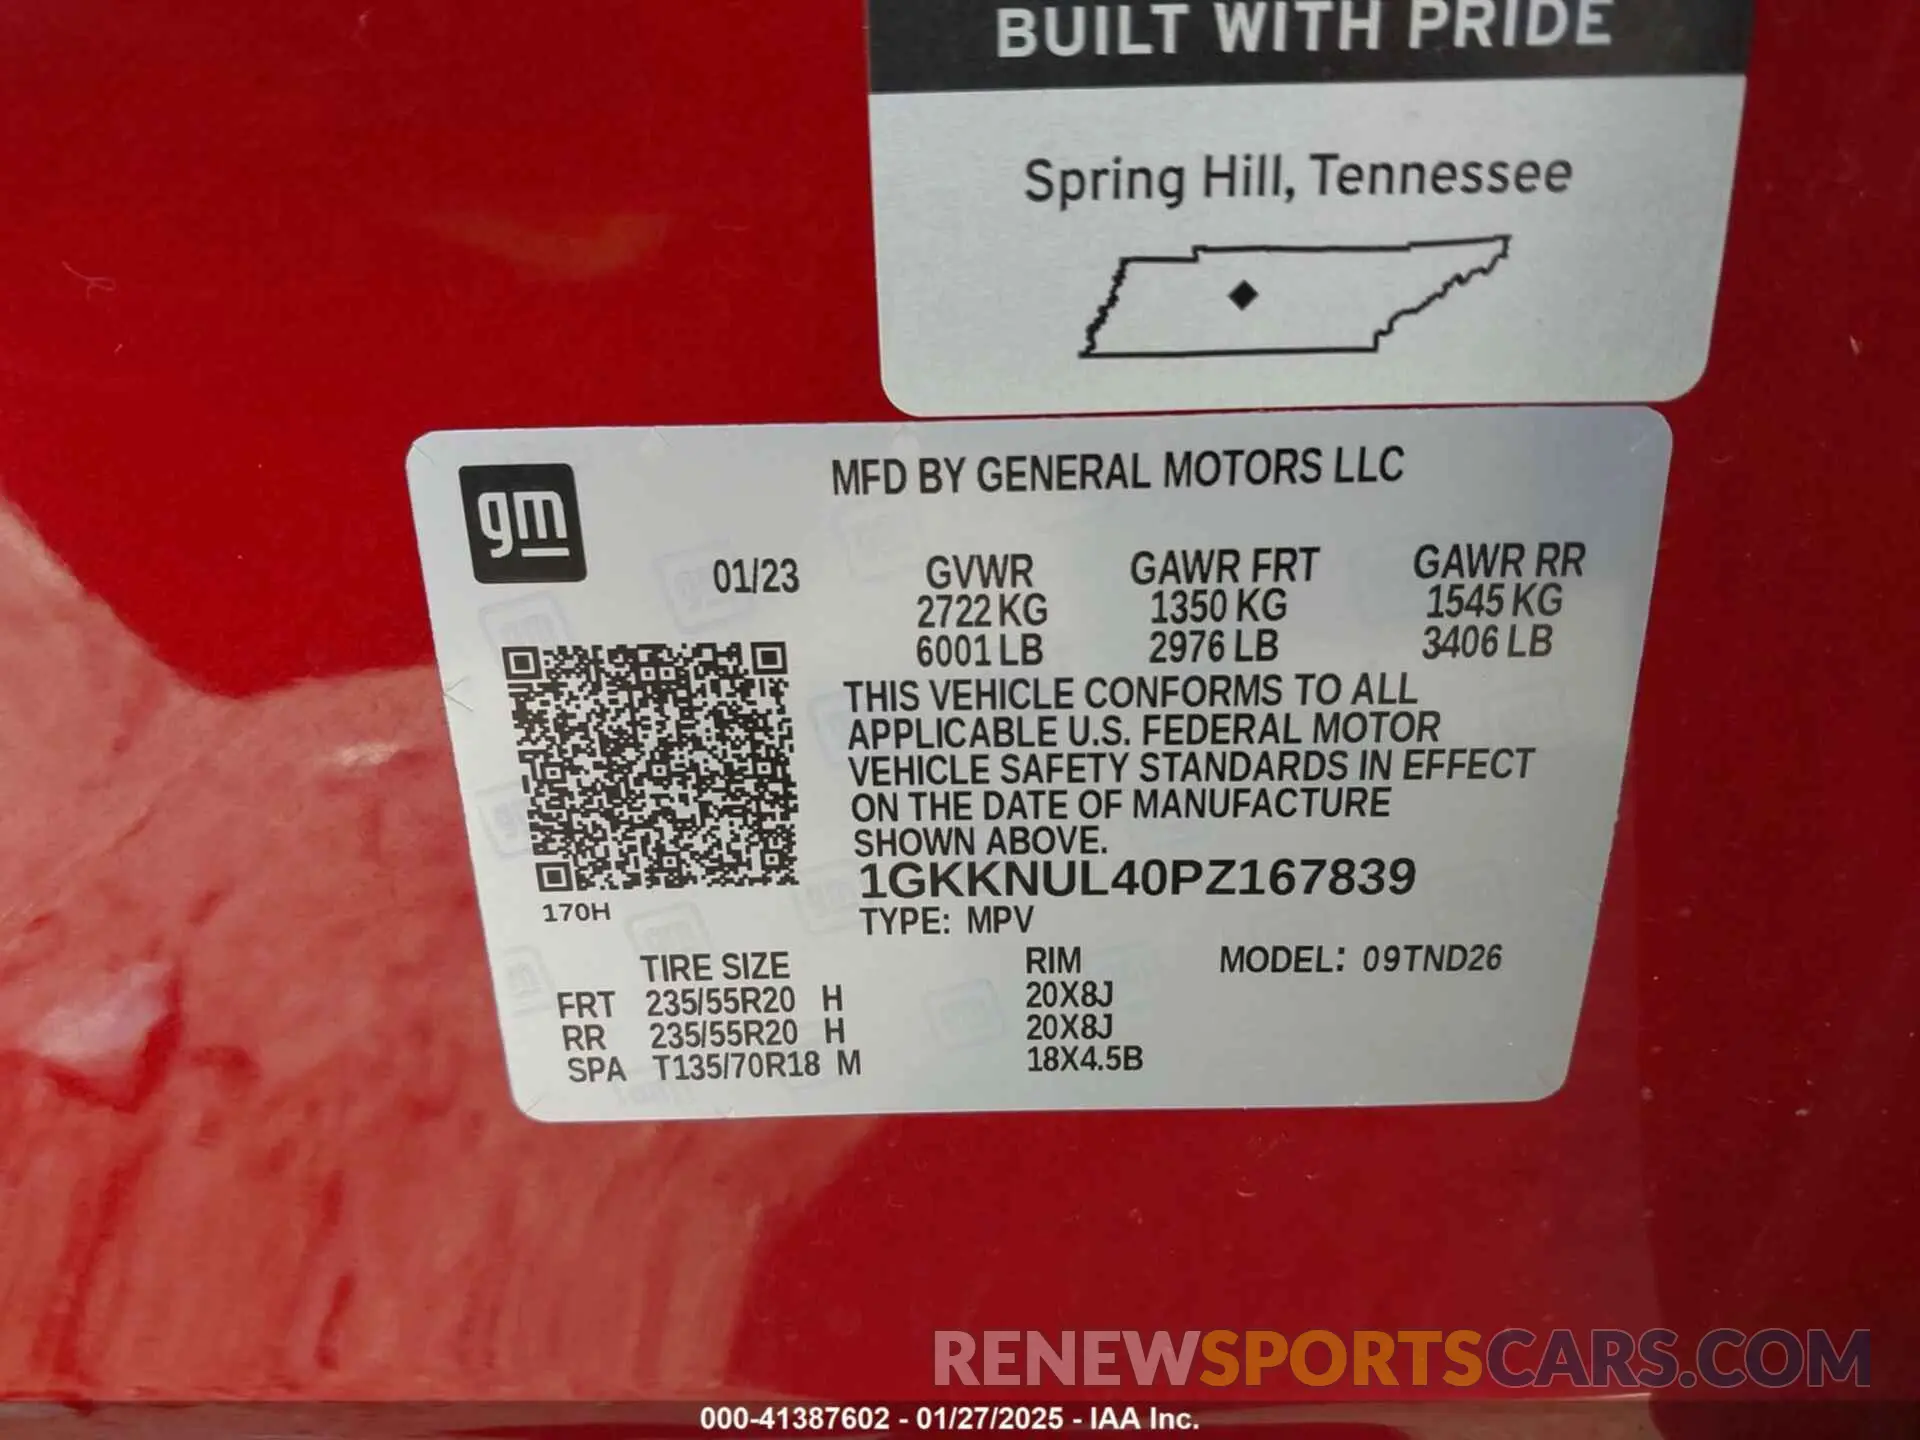 BUILT WITH PRIDE
Spring Hill, Tennessee
gm
MFD BY GENERAL MOTORS LLC
01/23
GVWR GAWR FRT GAWR RR
2722 KG 1350 KG 1545 KG
6001 LB 2976 LB 3406 LB
THIS VEHICLE CONFORMS TO ALL
APPLICABLE U.S. FEDERAL MOTOR
VEHICLE SAFETY STANDARDS IN EFFECT
ON THE DATE OF MANUFACTURE
SHOWN ABOVE.
1GKKNUL40PZ167839
170H
TYPE: MPV
TIRE SIZE RIM MODEL: 09TND26
FRT 235/55R20 H 20X8J
RR 235/55R20 H 20X8J
SPA T135/70R18 M 18X4.5B
RENEWSPORTSCARS.COM
000-41387602 - 01/27/2025 - IAA Inc.